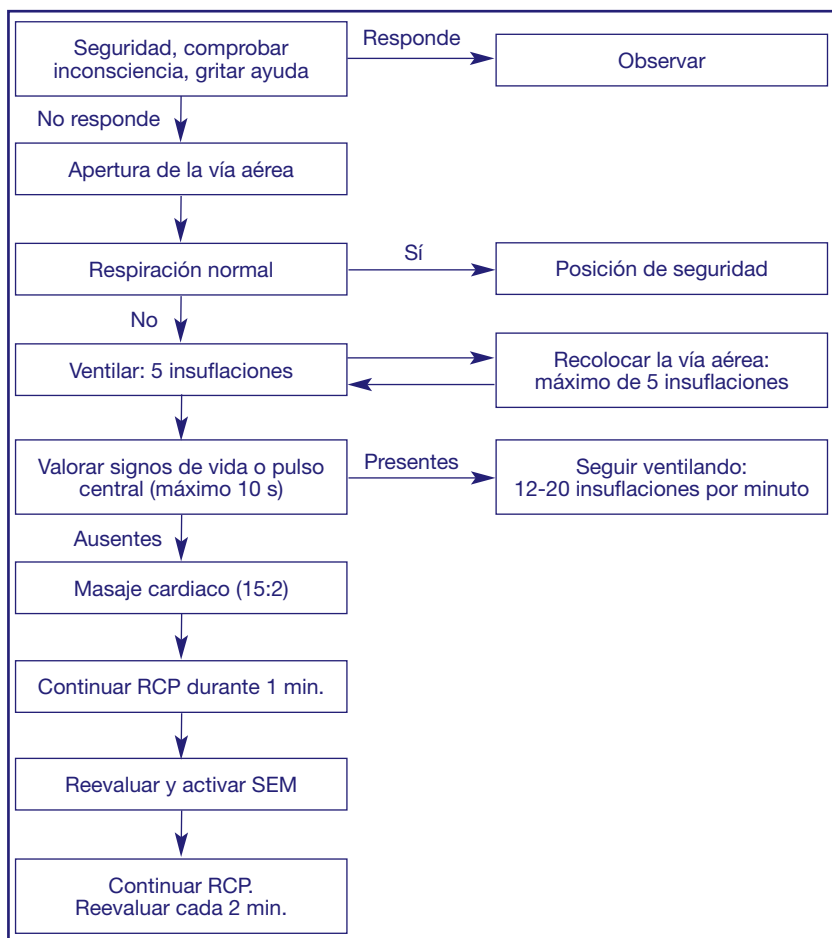 Seguridad, comprobar
inconsciencia, gritar ayuda
Responde
Observar
No responde
Apertura de la vía aérea
Respiración normal
Sí
Posición de seguridad
No
Ventilar: 5 insuflaciones
Recolocar la vía aérea:
máximo de 5 insuflaciones
Valorar signos de vida o pulso
central (máximo 10 s)
Presentes
Seguir ventilando:
12-20 insuflaciones por minuto
Ausentes
Masaje cardiaco (15:2)
Continuar RCP durante 1 min.
Reevaluar y activar SEM
Continuar RCP.
Reevaluar cada 2 min.